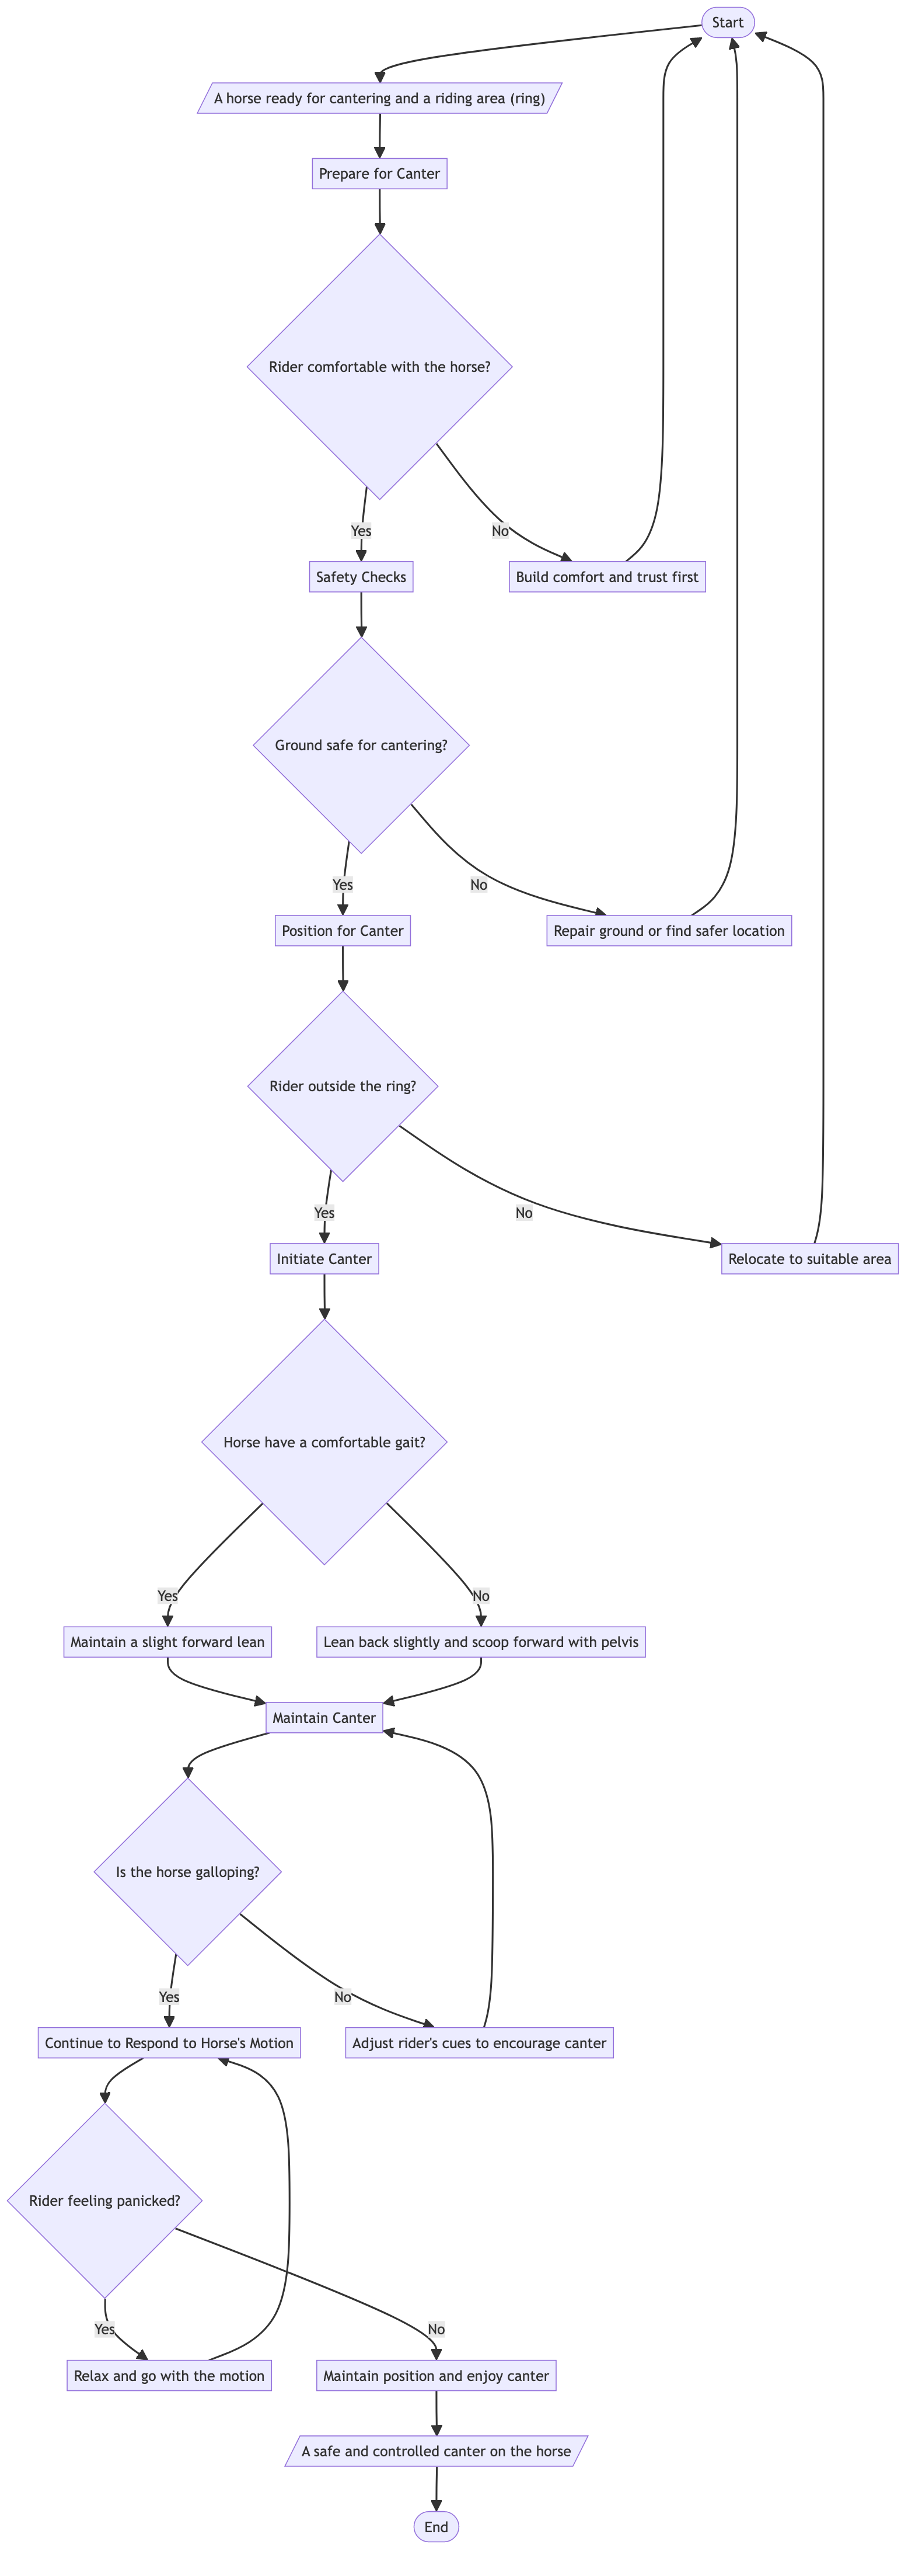 Start
A horse ready for cantering and a riding area (ring)
Prepare for Canter
Rider comfortable with the horse?
Yes
No
Safety Checks
Build comfort and trust first
Ground safe for cantering?
Yes
No
Position for Canter
Repair ground or find safer location
Rider outside the ring?
Yes
No
Initiate Canter
Relocate to suitable area
Horse have a comfortable gait?
Yes
No
Maintain a slight forward lean
Lean back slightly and scoop forward with pelvis
Maintain Canter
Is the horse galloping?
Yes
No
Continue to Respond to Horse's Motion
Adjust rider's cues to encourage canter
Rider feeling panicked?
Yes
No
Relax and go with the motion
Maintain position and enjoy canter
A safe and controlled canter on the horse
End